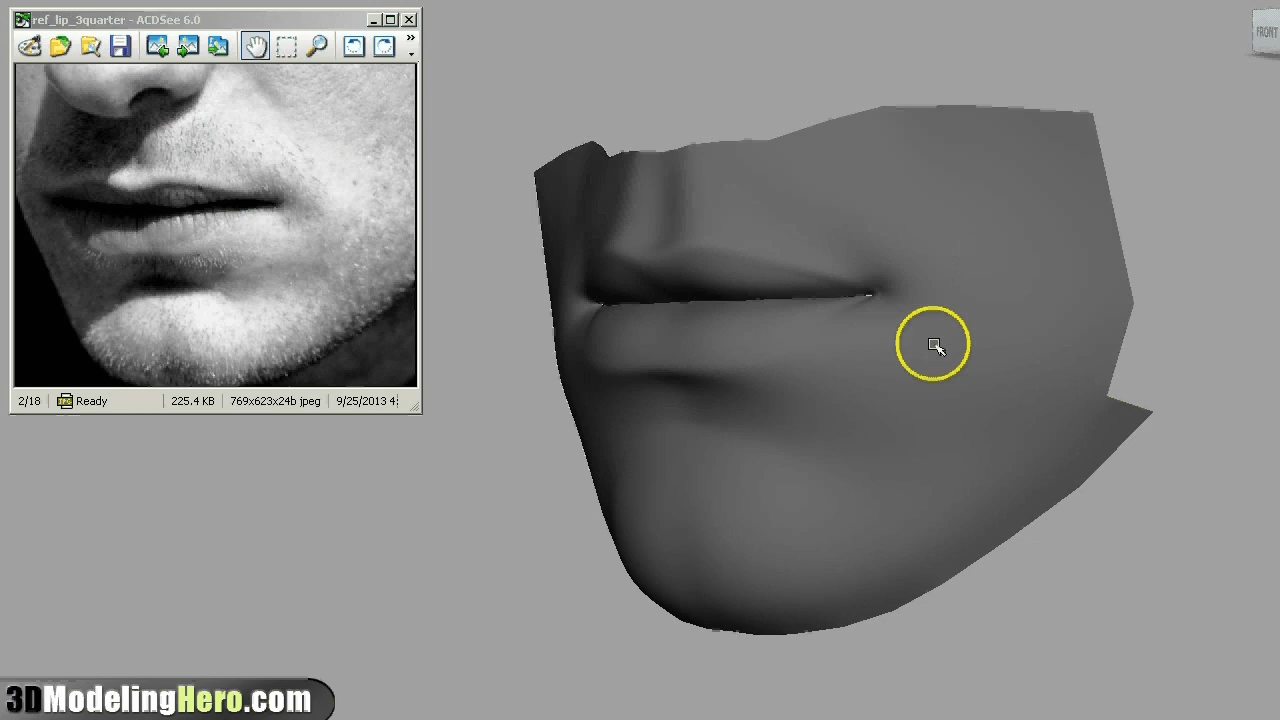 ref_lip_3quarter - ACDSee 6.0
FRONT
2/18 Ready 225.4 KB 769x623x24b jpeg 9/25/2013 4:
3DModelingHero.com